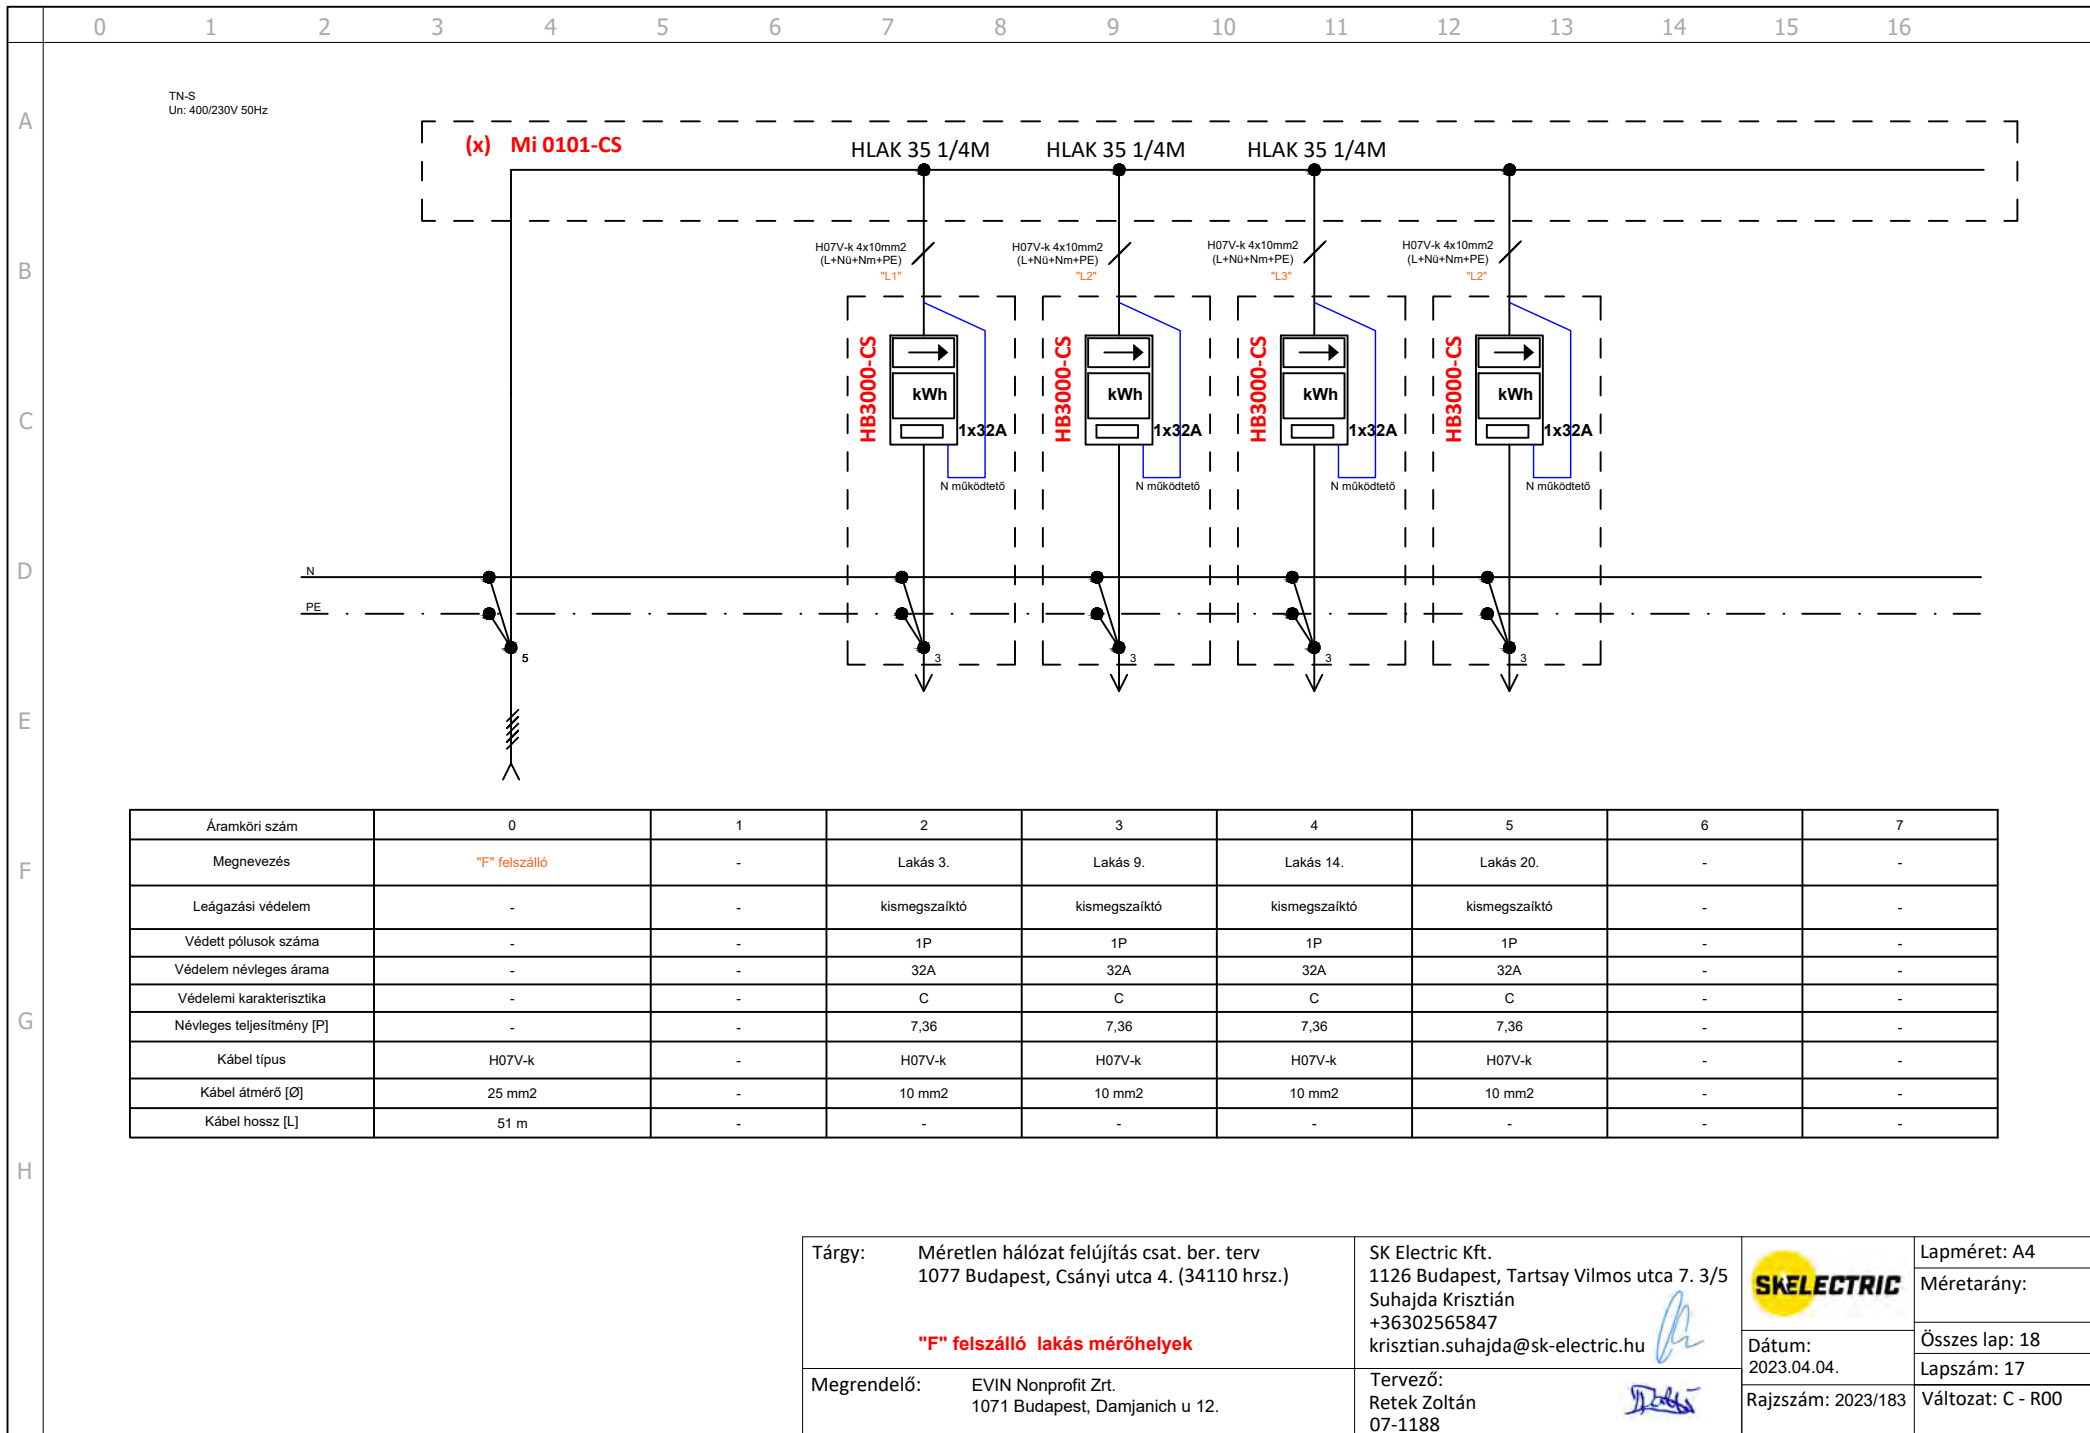 0 1 2 3 4 5 6 7 8 9 10 11 12 13 14 15 16
A
B
C
D
E
F
G
H
TN-S
Un: 400/230V 50Hz
(x) Mi 0101-CS
HLAK 35 1/4M HLAK 35 1/4M HLAK 35 1/4M
H07V-k 4x10mm2 H07V-k 4x10mm2 H07V-k 4x10mm2 H07V-k 4x10mm2
(L+Nü+Nm+PE) (L+Nü+Nm+PE) (L+Nü+Nm+PE) (L+Nü+Nm+PE)
"L1" "L2" "L3" "L2"
HB3000-CS HB3000-CS HB3000-CS HB3000-CS
kWh kWh kWh kWh
1x32A 1x32A 1x32A 1x32A
N működtető N működtető N működtető N működtető
N
PE
5 3 3 3 3
Áramköri szám 0 1 2 3 4 5 6 7
Megnevezés "F" felszálló - Lakás 3. Lakás 9. Lakás 14. Lakás 20. - -
Leágazási védelem - - kismegszaíktó kismegszaíktó kismegszaíktó kismegszaíktó - -
Védett pólusok száma - - 1P 1P 1P 1P - -
Védelem névleges árama - - 32A 32A 32A 32A - -
Védelemi karakterisztika - - C C C C - -
Névleges teljesítmény [P] - - 7,36 7,36 7,36 7,36 - -
Kábel típus H07V-k - H07V-k H07V-k H07V-k H07V-k - -
Kábel átmérő [Ø] 25 mm2 - 10 mm2 10 mm2 10 mm2 10 mm2 - -
Kábel hossz [L] 51 m - - - - - - -
Tárgy: Méretlen hálózat felújítás csat. ber. terv
1077 Budapest, Csányi utca 4. (34110 hrsz.)
"F" felszálló lakás mérőhelyek
Megrendelő: EVIN Nonprofit Zrt.
1071 Budapest, Damjanich u 12.
SK Electric Kft.
1126 Budapest, Tartsay Vilmos utca 7. 3/5
Suhajda Krisztián
+36302565847
krisztian.suhajda@sk-electric.hu
Tervező:
Retek Zoltán
07-1188
SKELECTRIC
Dátum:
2023.04.04.
Rajzszám: 2023/183
Lapméret: A4
Méretarány:
Összes lap: 18
Lapszám: 17
Változat: C - R00